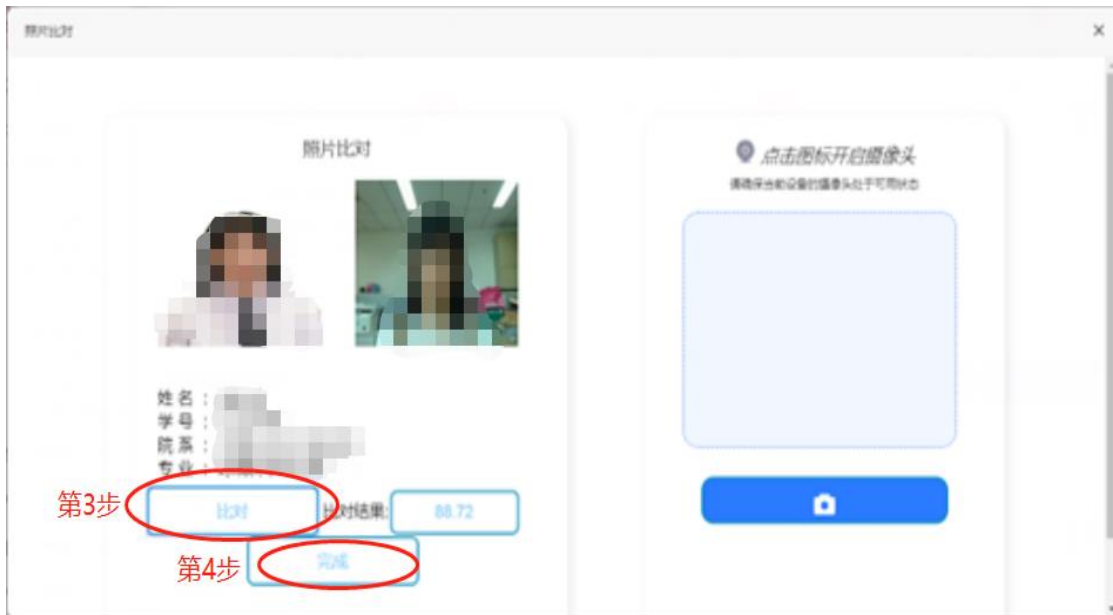 照片比对
照片比对
姓 名 ：
学 号 ：
院 系 ：
专 业 ：
第3步
比对
比对结果:
88.72
第4步
完成
点击图标开启摄像头
请确保当前设备的摄像头处于可用状态